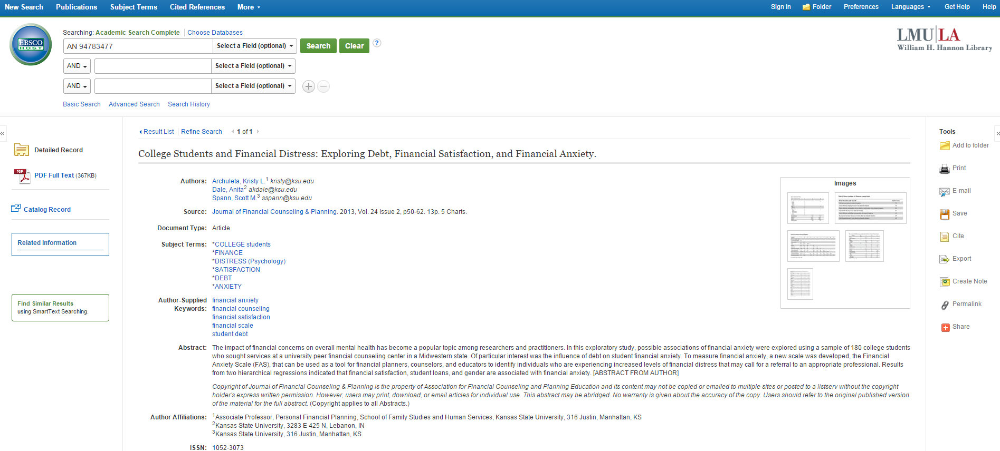 New Search Publications Subject Terms Cited References More
Sign In Folder Preferences Languages Get Help Help
EBSCO
HOST
Searching: Academic Search Complete Choose Databases
AN 94783477 Select a Field (optional) Search Clear ?
AND Select a Field (optional)
AND Select a Field (optional)
Basic Search Advanced Search Search History
LMU|LA
William H. Hannon Library
«
Detailed Record
PDF Full Text (367KB)
Catalog Record
Related Information
Find Similar Results
using SmartText Searching.
Result List Refine Search 1 of 1
College Students and Financial Distress: Exploring Debt, Financial Satisfaction, and Financial Anxiety.
Authors: Archuleta, Kristy L.1 kristy@ksu.edu
Dale, Anita2 akdale@ksu.edu
Spann, Scott M.3 sspann@ksu.edu
Source: Journal of Financial Counseling & Planning. 2013, Vol. 24 Issue 2, p50-62. 13p. 5 Charts.
Document Type: Article
Subject Terms: *COLLEGE students
*FINANCE
*DISTRESS (Psychology)
*SATISFACTION
*DEBT
*ANXIETY
Author-Supplied Keywords: financial anxiety
financial counseling
financial satisfaction
financial scale
student debt
Abstract: The impact of financial concerns on overall mental health has become a popular topic among researchers and practitioners. In this exploratory study, possible associations of financial anxiety were explored using a sample of 180 college students
who sought services at a university peer financial counseling center in a Midwestern state. Of particular interest was the influence of debt on student financial anxiety. To measure financial anxiety, a new scale was developed, the Financial
Anxiety Scale (FAS), that can be used as a tool for financial planners, counselors, and educators to identify individuals who are experiencing increased levels of financial distress that may call for a referral to an appropriate professional. Results
from two hierarchical regressions indicated that financial satisfaction, student loans, and gender are associated with financial anxiety. [ABSTRACT FROM AUTHOR]
Copyright of Journal of Financial Counseling & Planning is the property of Association for Financial Counseling and Planning Education and its content may not be copied or emailed to multiple sites or posted to a listserv without the copyright
holder's express written permission. However, users may print, download, or email articles for individual use. This abstract may be abridged. No warranty is given about the accuracy of the copy. Users should refer to the original published version
of the material for the full abstract. (Copyright applies to all Abstracts.)
Author Affiliations: 1Associate Professor, Personal Financial Planning, School of Family Studies and Human Services, Kansas State University, 316 Justin, Manhattan, KS
2Kansas State University, 3283 E 425 N, Lebanon, IN
3Kansas State University, 316 Justin, Manhattan, KS
ISSN: 1052-3073
Images
Tools
»
Add to folder
Print
E-mail
Save
Cite
Export
Create Note
Permalink
Share